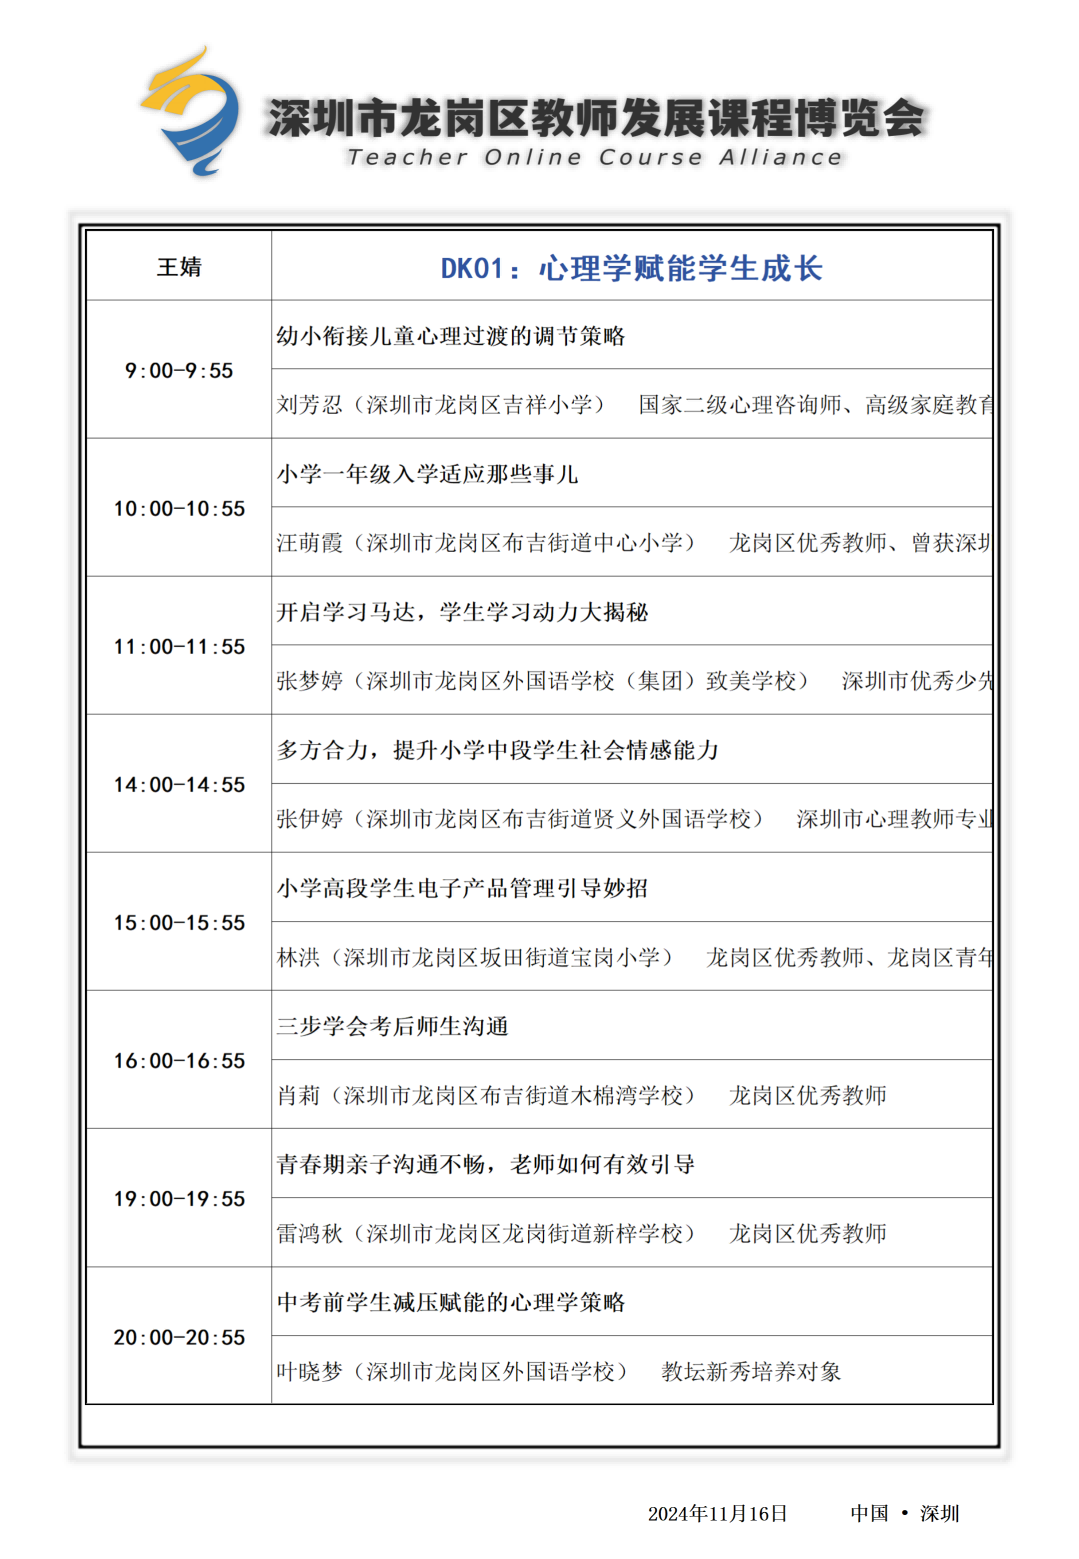 深圳市龙岗区教师发展课程博览会
Teacher Online Course Alliance
王婧
DK01：心理学赋能学生成长
9:00-9:55
幼小衔接儿童心理过渡的调节策略
刘芳忍（深圳市龙岗区吉祥小学） 国家二级心理咨询师、高级家庭教育
10:00-10:55
小学一年级入学适应那些事儿
汪萌霞（深圳市龙岗区布吉街道中心小学） 龙岗区优秀教师、曾获深圳
11:00-11:55
开启学习马达，学生学习动力大揭秘
张梦婷（深圳市龙岗区外国语学校（集团）致美学校） 深圳市优秀少先
14:00-14:55
多方合力，提升小学中段学生社会情感能力
张伊婷（深圳市龙岗区布吉街道贤义外国语学校） 深圳市心理教师专业
15:00-15:55
小学高段学生电子产品管理引导妙招
林洪（深圳市龙岗区坂田街道宝岗小学） 龙岗区优秀教师、龙岗区青年
16:00-16:55
三步学会考后师生沟通
肖莉（深圳市龙岗区布吉街道木棉湾学校） 龙岗区优秀教师
19:00-19:55
青春期亲子沟通不畅，老师如何有效引导
雷鸿秋（深圳市龙岗区龙岗街道新梓学校） 龙岗区优秀教师
20:00-20:55
中考前学生减压赋能的心理学策略
叶晓梦（深圳市龙岗区外国语学校） 教坛新秀培养对象
2024年11月16日 中国 • 深圳